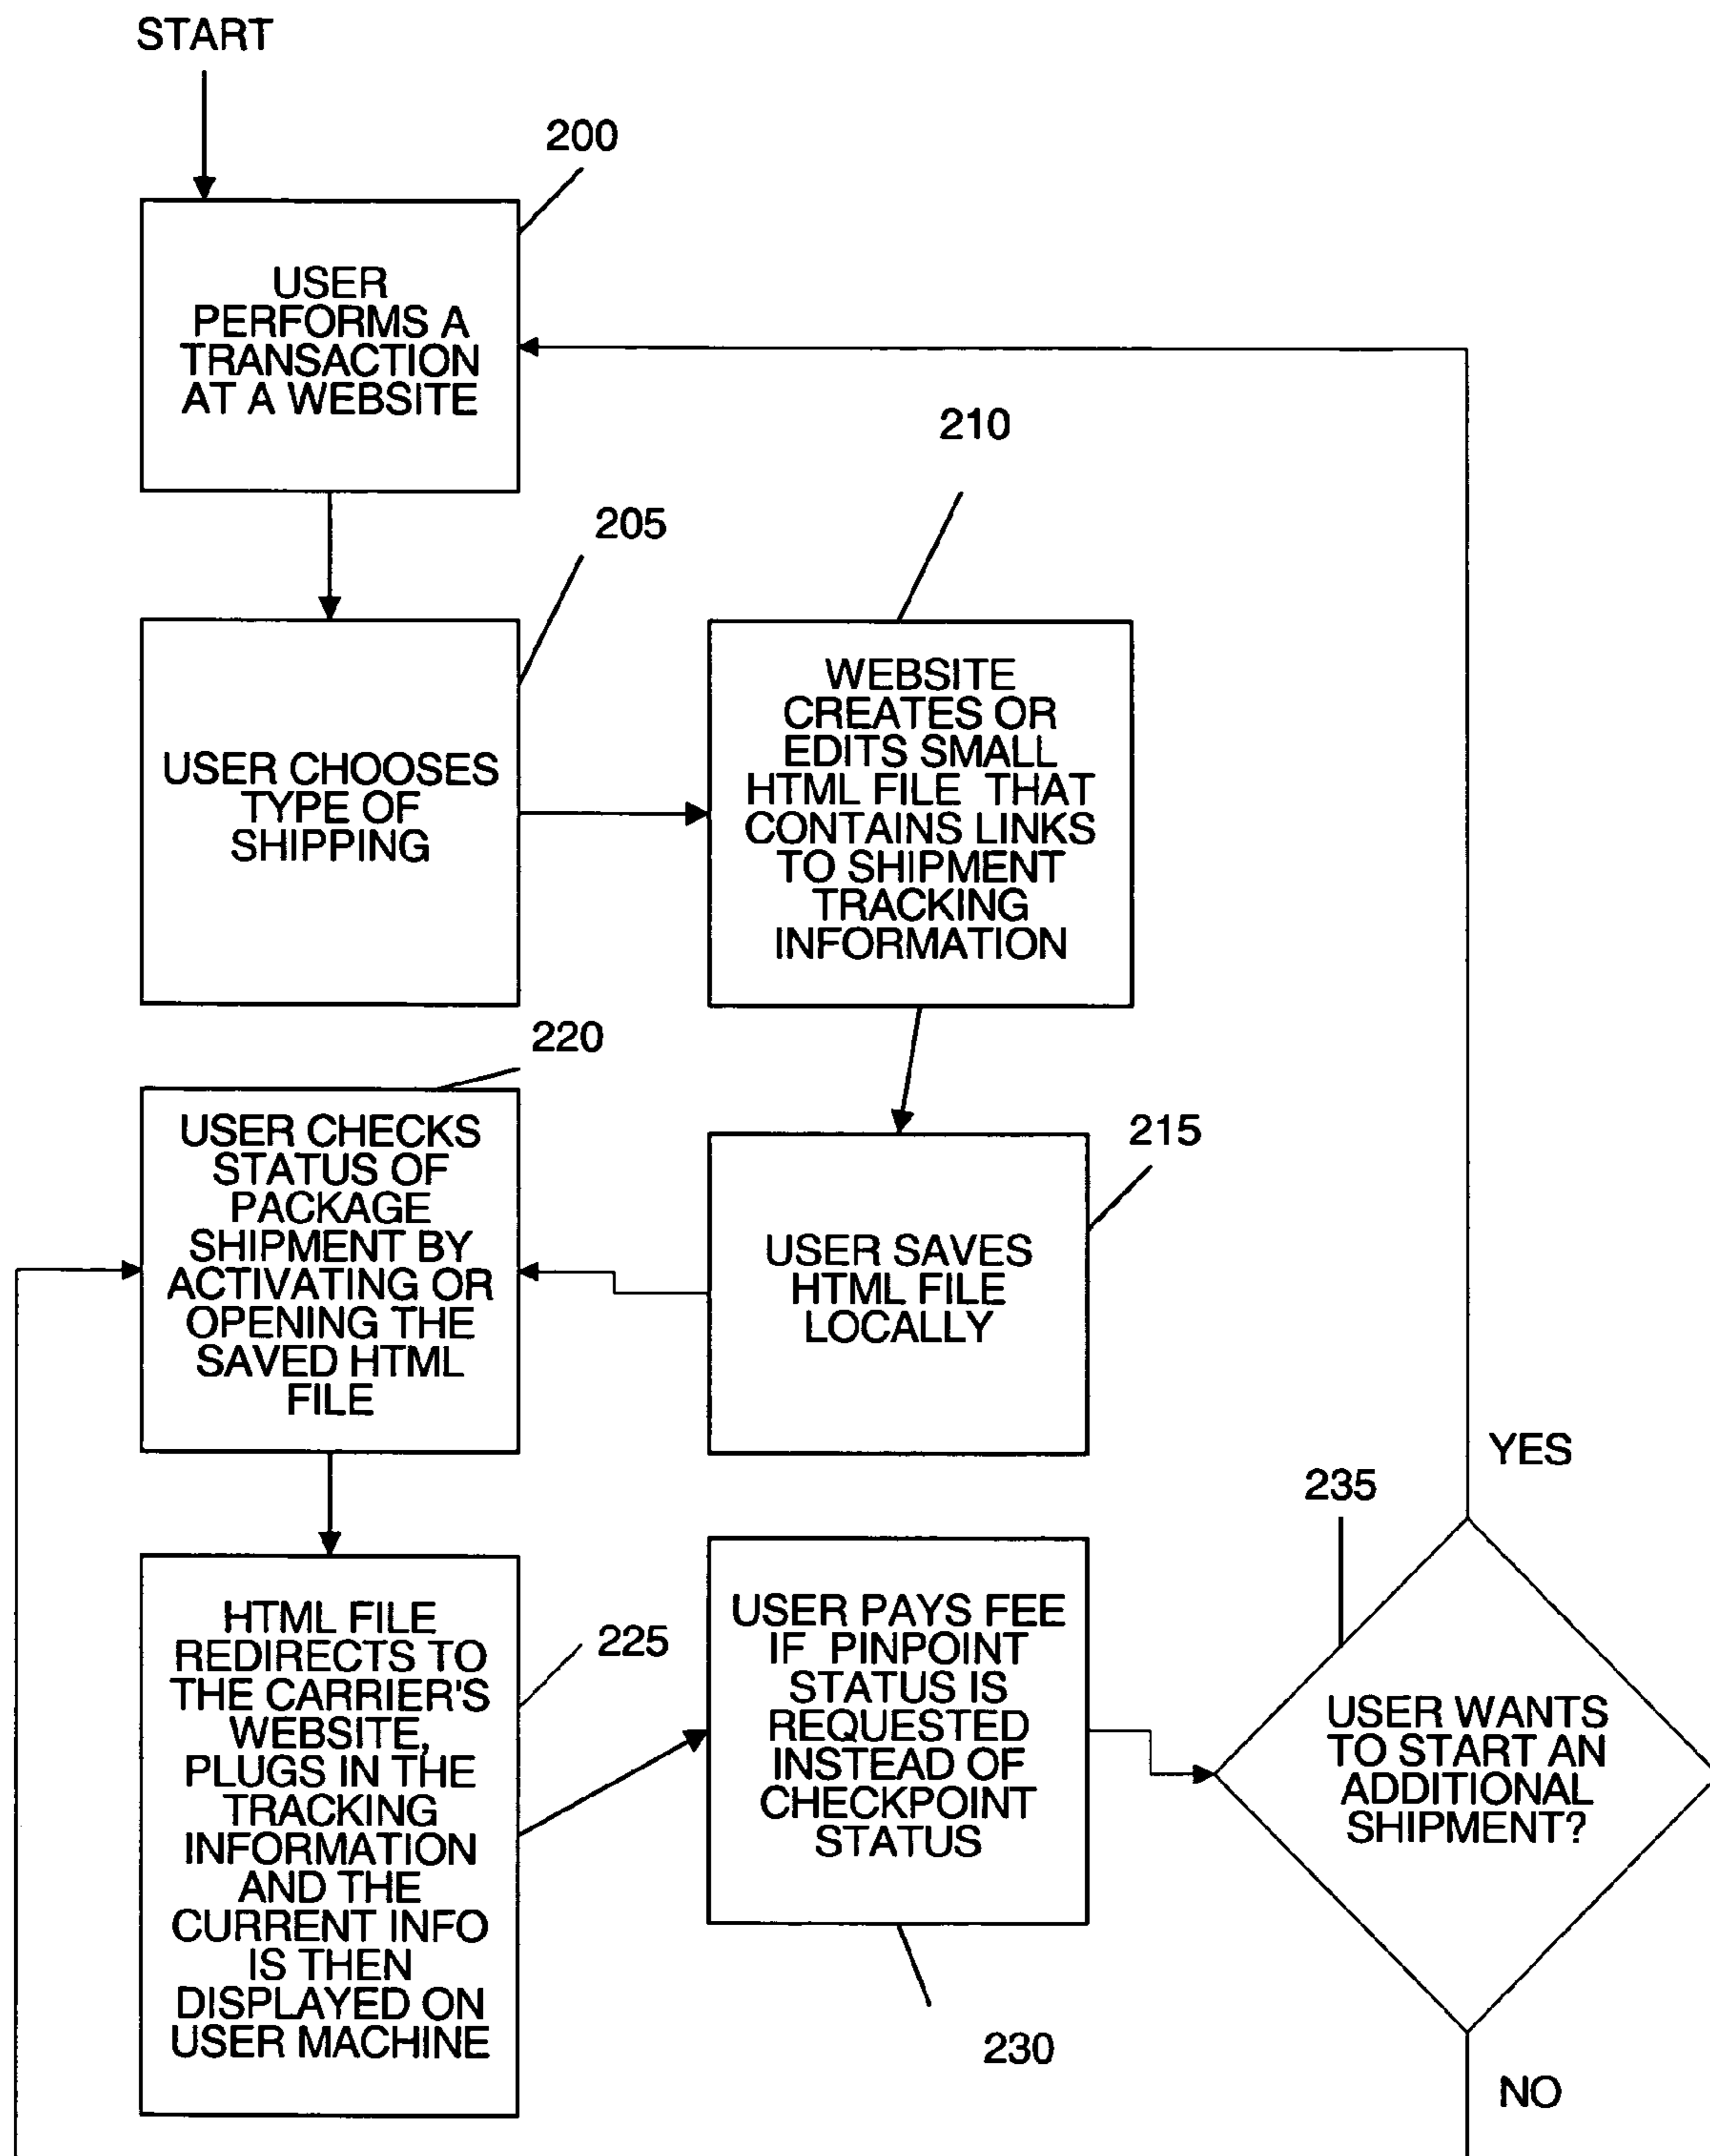 START
200
USER
PERFORMS A
TRANSACTION
AT A WEBSITE
205
USER CHOOSES
TYPE OF
SHIPPING
210
WEBSITE
CREATES OR
EDITS SMALL
HTML FILE THAT
CONTAINS LINKS
TO SHIPMENT
TRACKING
INFORMATION
215
USER SAVES
HTML FILE
LOCALLY
220
USER CHECKS
STATUS OF
PACKAGE
SHIPMENT BY
ACTIVATING OR
OPENING THE
SAVED HTML
FILE
225
HTML FILE
REDIRECTS TO
THE CARRIER'S
WEBSITE,
PLUGS IN THE
TRACKING
INFORMATION
AND THE
CURRENT INFO
IS THEN
DISPLAYED ON
USER MACHINE
USER PAYS FEE
IF PINPOINT
STATUS IS
REQUESTED
INSTEAD OF
CHECKPOINT
STATUS
230
235
USER WANTS
TO START AN
ADDITIONAL
SHIPMENT?
YES
NO